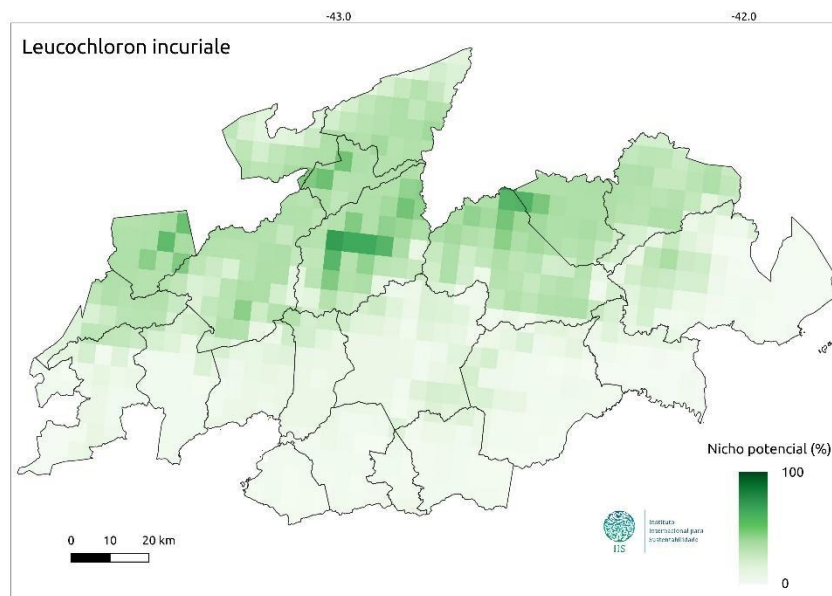 -43.0 -42.0
Leucochloron incuriale
Nicho potencial (%)
100
0
0 10 20 km
IIS
Instituto
Internacional para
Sustentabilidade